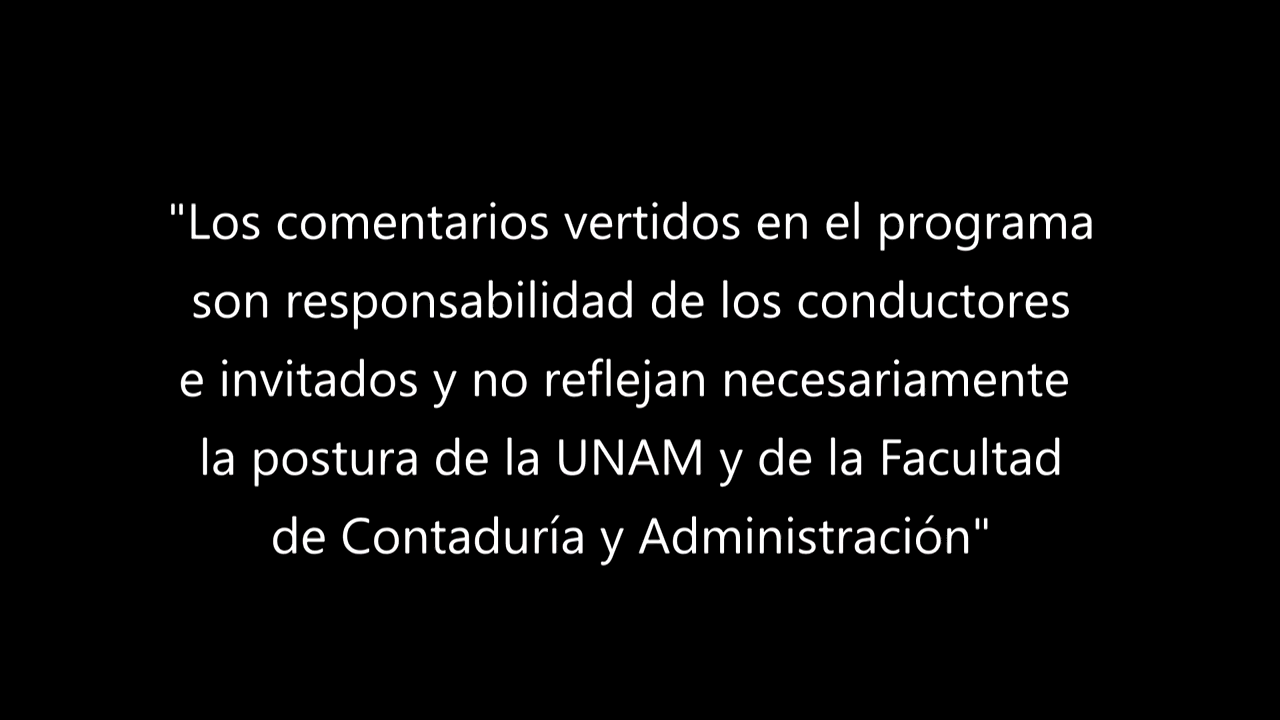 "Los comentarios vertidos en el programa
son responsabilidad de los conductores
e invitados y no reflejan necesariamente
la postura de la UNAM y de la Facultad
de Contaduría y Administración"